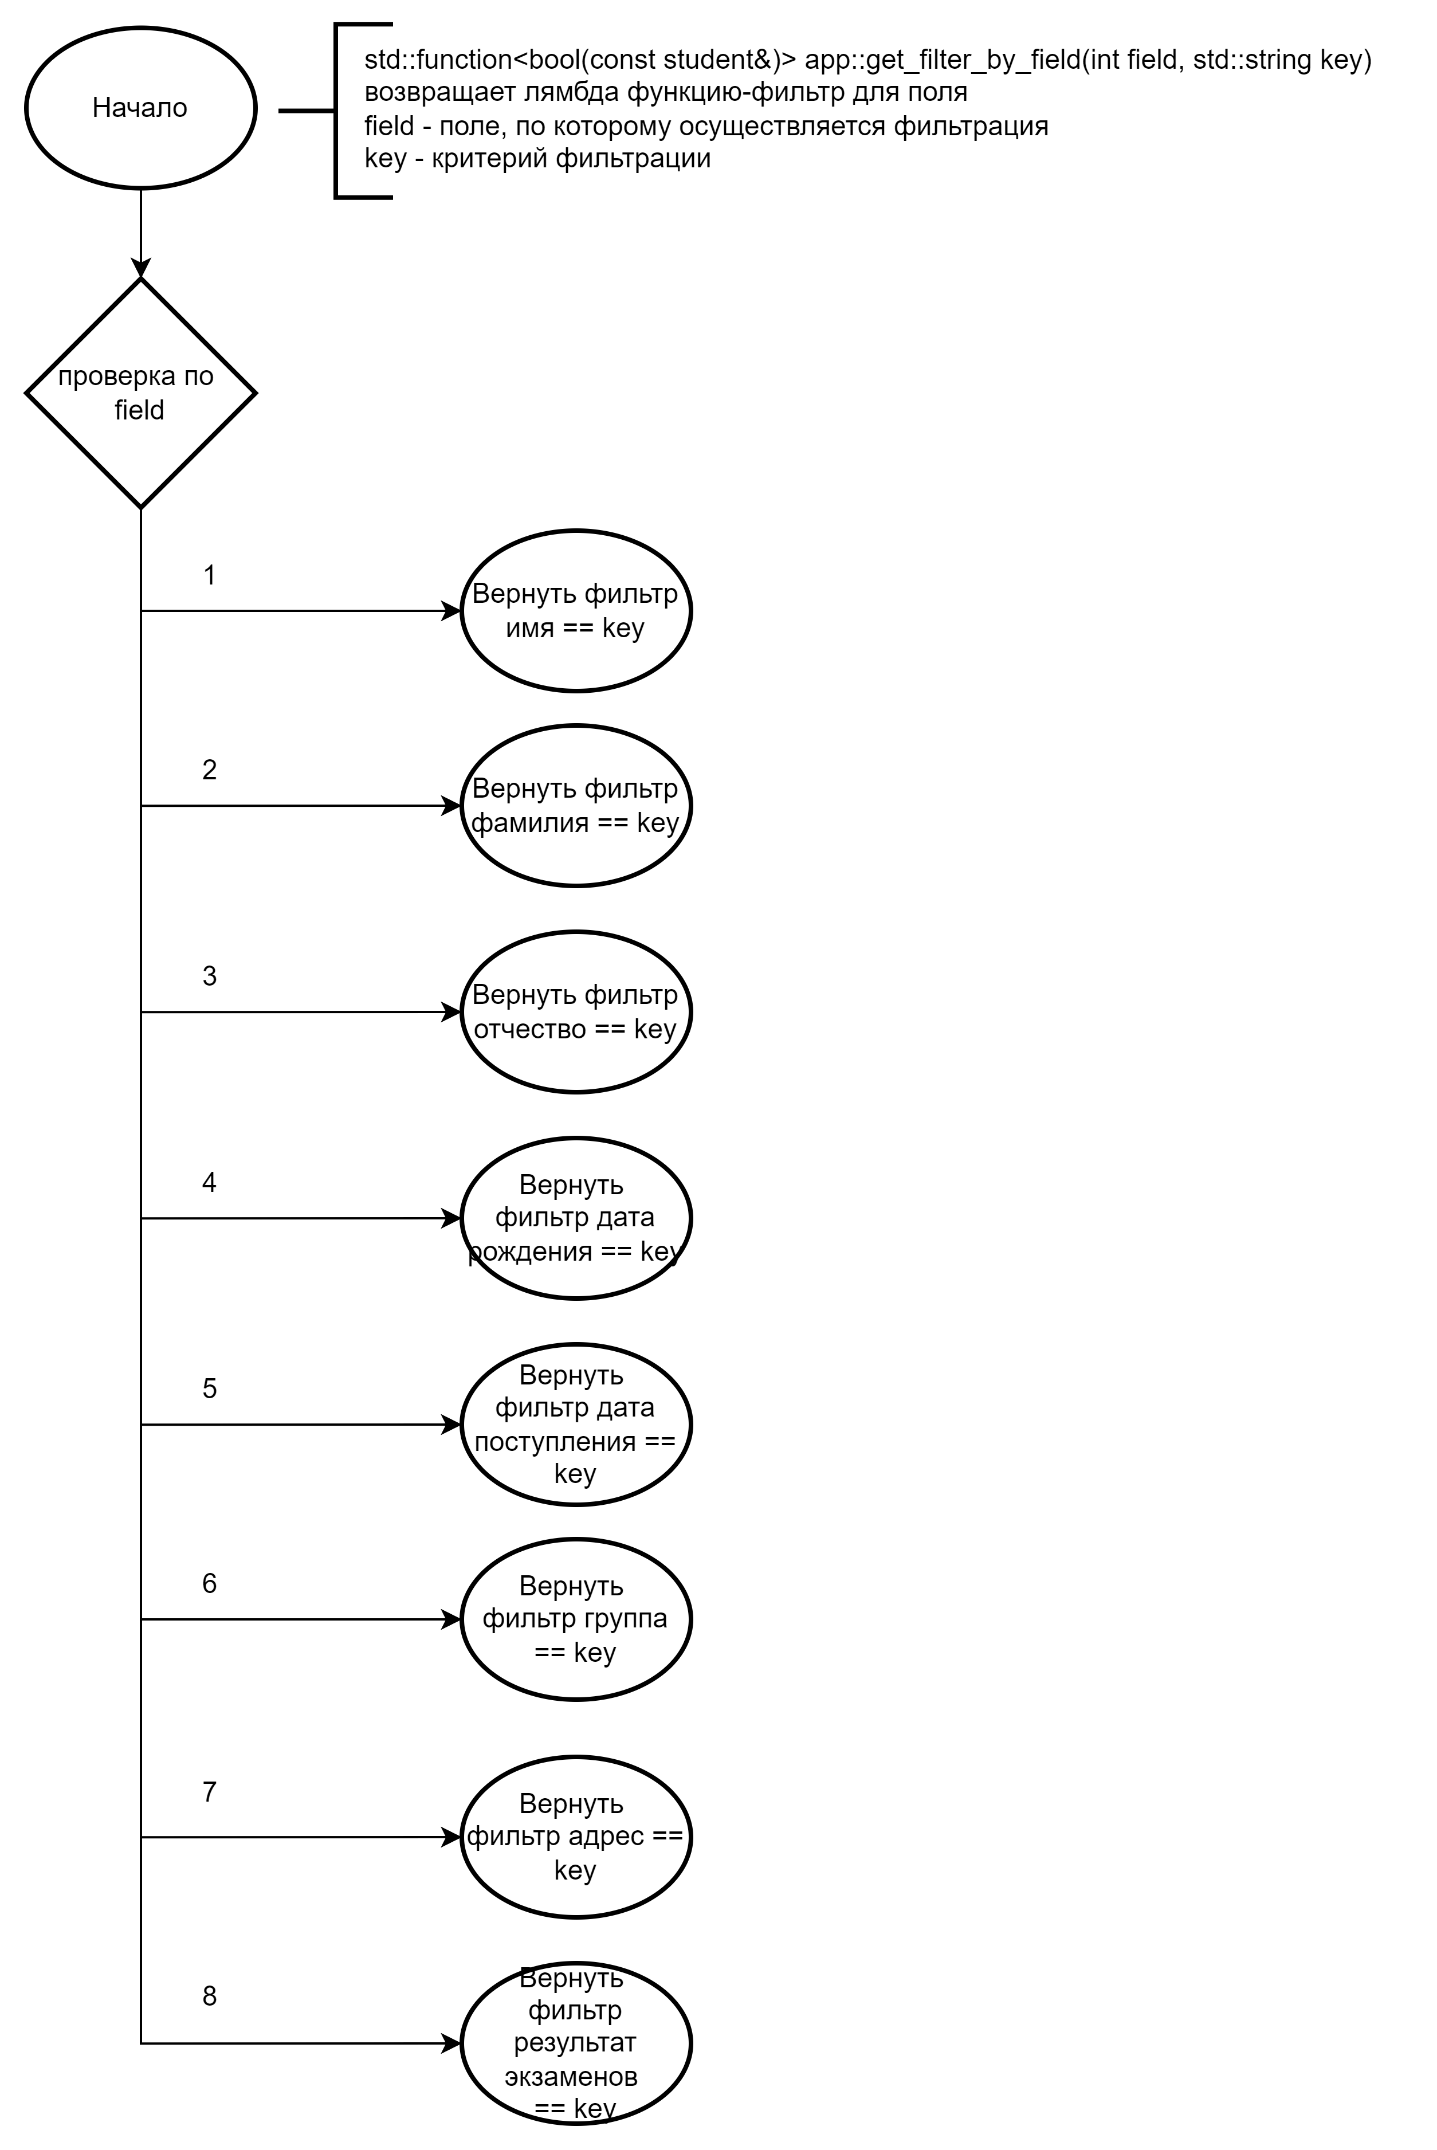 Начало
std::function<bool(const student&)> app::get_filter_by_field(int field, std::string key)
возвращает лямбда функцию-фильтр для поля
field - поле, по которому осуществляется фильтрация
key - критерий фильтрации
проверка по
field
1
Вернуть фильтр
имя == key
2
Вернуть фильтр
фамилия == key
3
Вернуть фильтр
отчество == key
4
Вернуть
фильтр дата
рождения == key
5
Вернуть
фильтр дата
поступления ==
key
6
Вернуть
фильтр группа
== key
7
Вернуть
фильтр адрес ==
key
8
Вернуть
фильтр
результат
экзаменов
== key